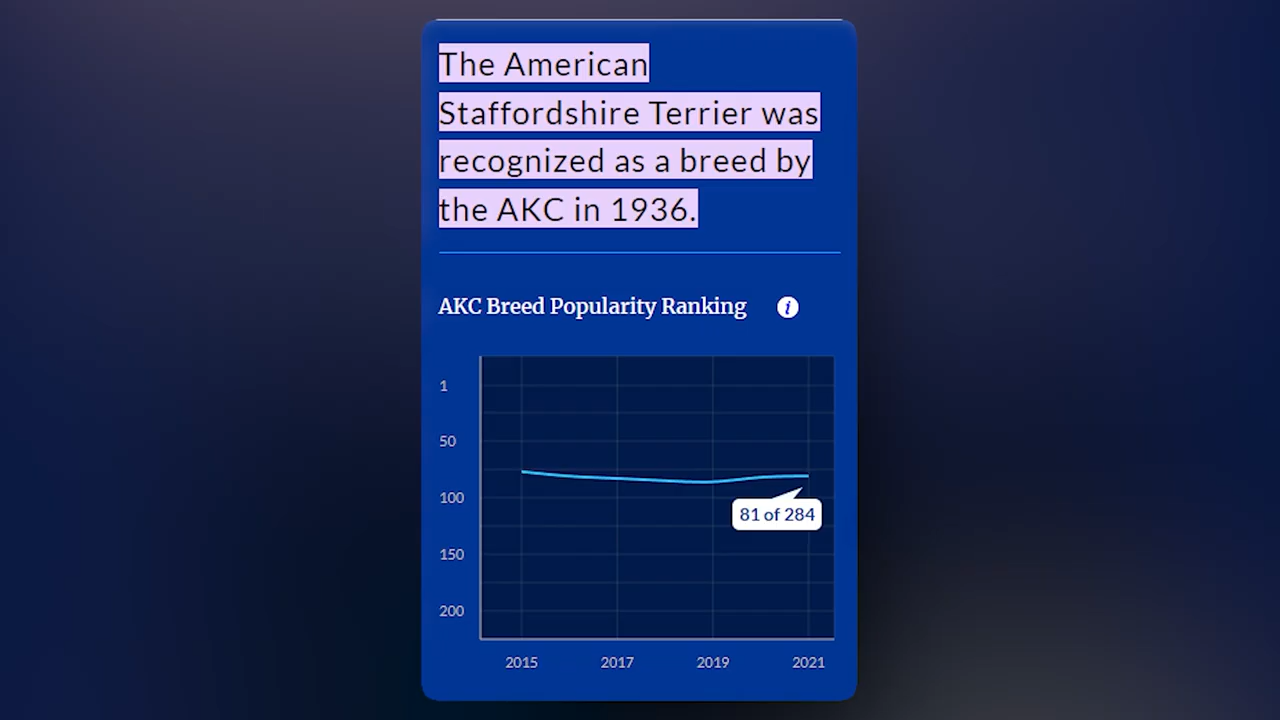 The American
Staffordshire Terrier was
recognized as a breed by
the AKC in 1936.
AKC Breed Popularity Ranking i
1
50
100
150
200
81 of 284
2015 2017 2019 2021